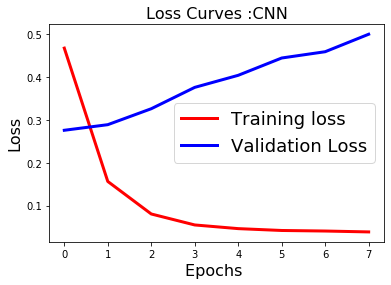 Loss Curves :CNN
0.5
0.4
0.3
0.2
0.1
Loss
Training loss
Validation Loss
0 1 2 3 4 5 6 7
Epochs